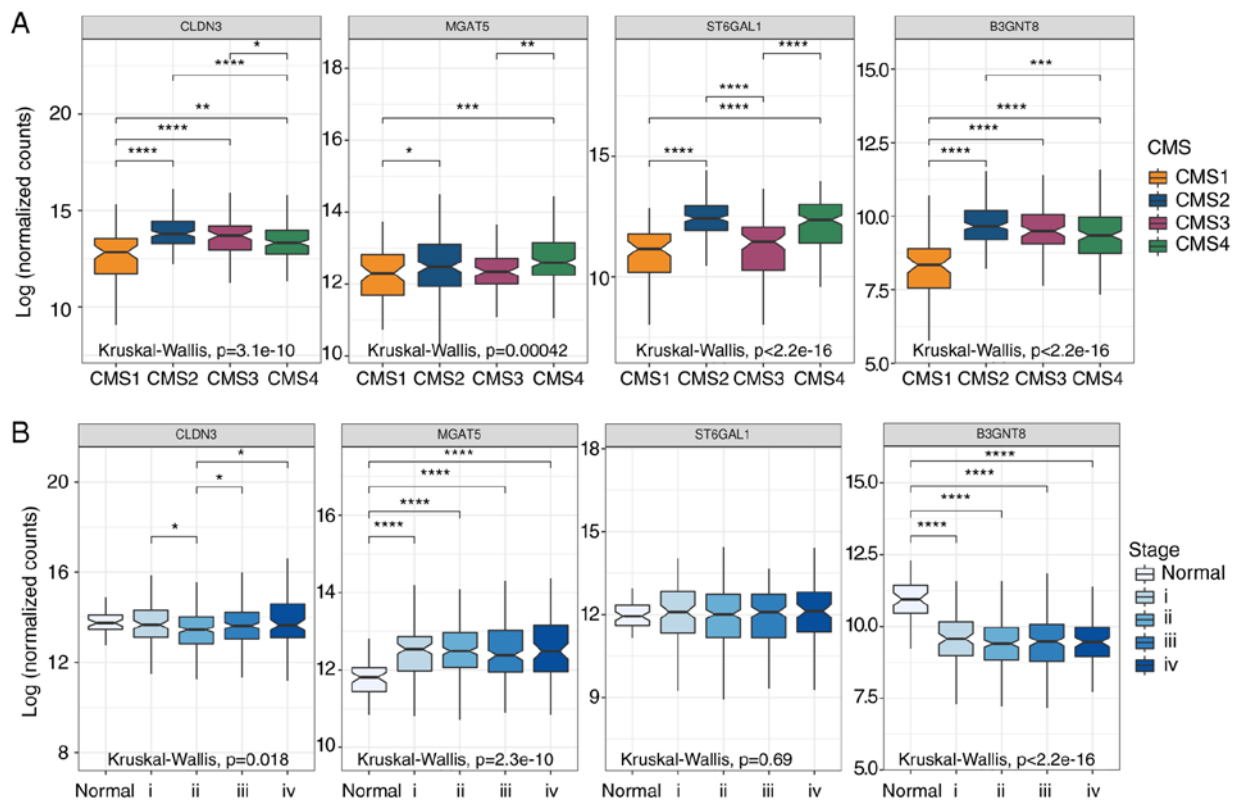 A
CLDN3
MGAT5
ST6GAL1
B3GNT8
Log (normalized counts)
20
15
10
*
****
**
****
****
Kruskal-Wallis, p=3.1e-10
CMS1 CMS2 CMS3 CMS4
18
16
14
12
10
**
***
*
Kruskal-Wallis, p=0.00042
CMS1 CMS2 CMS3 CMS4
15
10
****
****
****
****
Kruskal-Wallis, p<2.2e-16
CMS1 CMS2 CMS3 CMS4
15.0
12.5
10.0
7.5
5.0
***
****
****
****
Kruskal-Wallis, p<2.2e-16
CMS1 CMS2 CMS3 CMS4
CMS
CMS1
CMS2
CMS3
CMS4
B
CLDN3
MGAT5
ST6GAL1
B3GNT8
Log (normalized counts)
20
16
12
8
*
*
*
Kruskal-Wallis, p=0.018
Normal i ii iii iv
16
14
12
10
****
****
****
****
Kruskal-Wallis, p=2.3e-10
Normal i ii iii iv
18
15
12
9
Kruskal-Wallis, p=0.69
Normal i ii iii iv
15.0
12.5
10.0
7.5
5.0
****
****
****
****
Kruskal-Wallis, p<2.2e-16
Normal i ii iii iv
Stage
Normal
i
ii
iii
iv